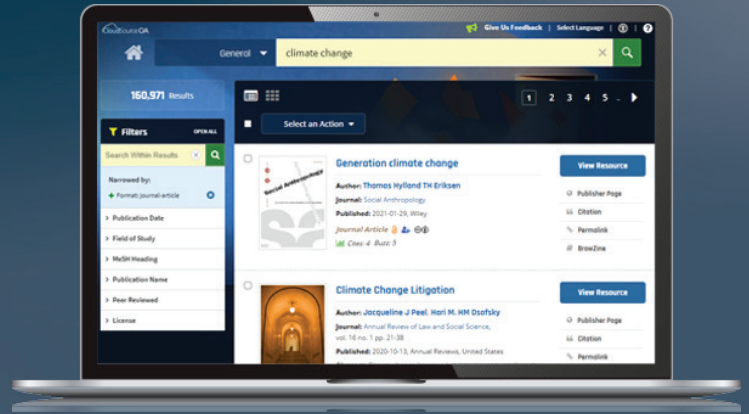 CloudSource OA
Give Us Feedback | Select Language |
General climate change
160,971 Results
1 2 3 4 5
Select an Action
Filters OPEN ALL
Search Within Results
Narrowed by:
+ Format: journal-article
> Publication Date
> Field of Study
> MeSH Heading
> Publication Name
> Peer Reviewed
> License
Social Anthropology
Generation climate change
Author: Thomas Hylland TH Eriksen
Journal: Social Anthropology
Published: 2021-01-29, Wiley
Journal Article
Cites: 4 Buzz: 5
View Resource
Publisher Page
Citation
Permalink
BrowZine
Climate Change Litigation
Author: Jacqueline J Peel, Hari M. HM Osofsky
Journal: Annual Review of Law and Social Science,
vol. 16 no. 1 pp. 21-38
Published: 2020-10-13, Annual Reviews, United States
View Resource
Publisher Page
Citation
Permalink